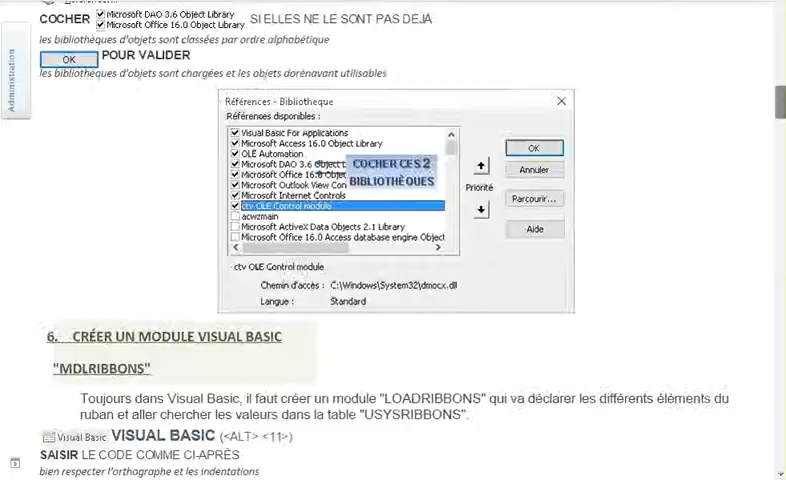 COCHER Microsoft DAO 3.6 Object Library SI ELLES NE LE SONT PAS DÉJÀ
Microsoft Office 16.0 Object Library
les bibliothèques d'objets sont classées par ordre alphabétique
OK POUR VALIDER
les bibliothèques d'objets sont chargées et les objets dorénavant utilisables
Administration
Références - Bibliotheque
Références disponibles :
Visual Basic For Applications
Microsoft Access 16.0 Object Library
OLE Automation
Microsoft DAO 3.6 Object L
Microsoft Office 16.0 Objec
Microsoft Outlook View Con
Microsoft Internet Controls
ctv OLE Control module
acwzmain
Microsoft ActiveX Data Objects 2.1 Library
Microsoft Office 16.0 Access database engine Object
COCHER CES 2
BIBLIOTHÈQUES
Priorité
OK
Annuler
Parcourir...
Aide
ctv OLE Control module
Chemin d'accès : C:\Windows\System32\dmocx.dll
Langue : Standard
6. CRÉER UN MODULE VISUAL BASIC
"MDLRIBBONS"
Toujours dans Visual Basic, il faut créer un module "LOADRIBBONS" qui va déclarer les différents éléments du
ruban et aller chercher les valeurs dans la table "USYSRIBBONS".
Visual Basic VISUAL BASIC (<ALT> <11>)
SAISIR LE CODE COMME CI-APRÈS
bien respecter l'orthographe et les indentations